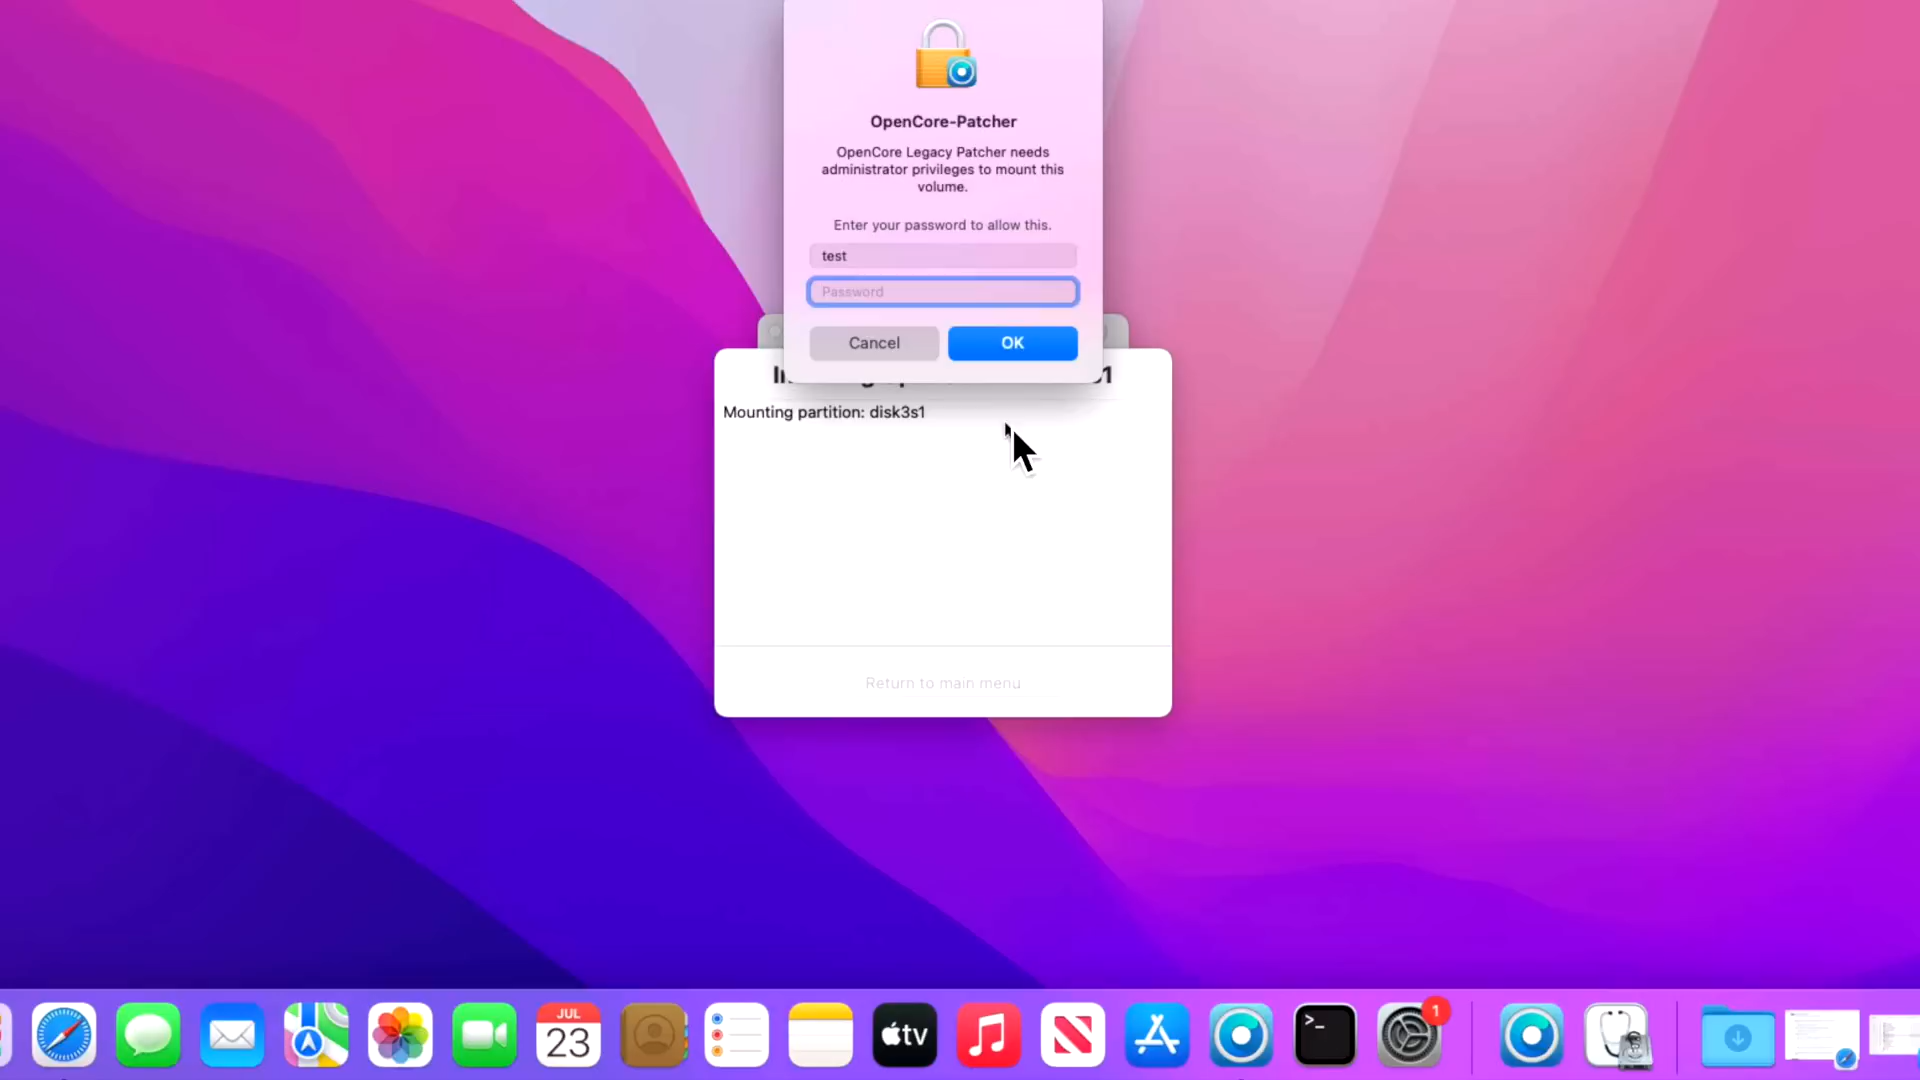 OpenCore-Patcher
OpenCore Legacy Patcher needs
administrator privileges to mount this
volume.
Enter your password to allow this.
test
Password
Cancel
OK
Mounting partition: disk3s1
Return to main menu
JUL
23
tv
>_
1